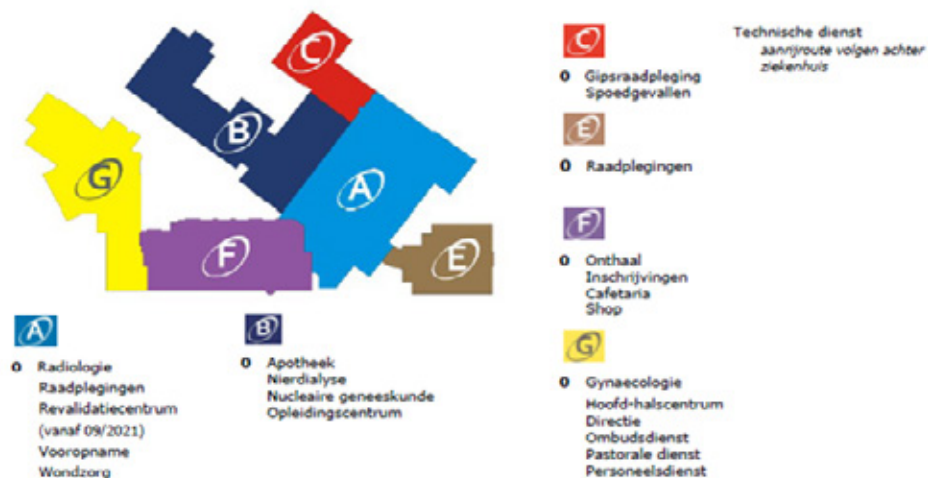 C
B
A
G
F
E
A
0 Radiologie
Raadplegingen
Revalidatiecentrum
(vanaf 09/2021)
Vooropname
Wondzorg
B
0 Apotheek
Nierdialyse
Nucleaire geneeskunde
Opleidingscentrum
C
0 Gipsraadpleging
Spoedgevallen
E
0 Raadplegingen
F
0 Onthaal
Inschrijvingen
Cafetaria
Shop
G
0 Gynaecologie
Hoofd-halscentrum
Directie
Ombudsdienst
Pastorale dienst
Personeelsdienst
Technische dienst
aanrijroute volgen achter
ziekenhuis